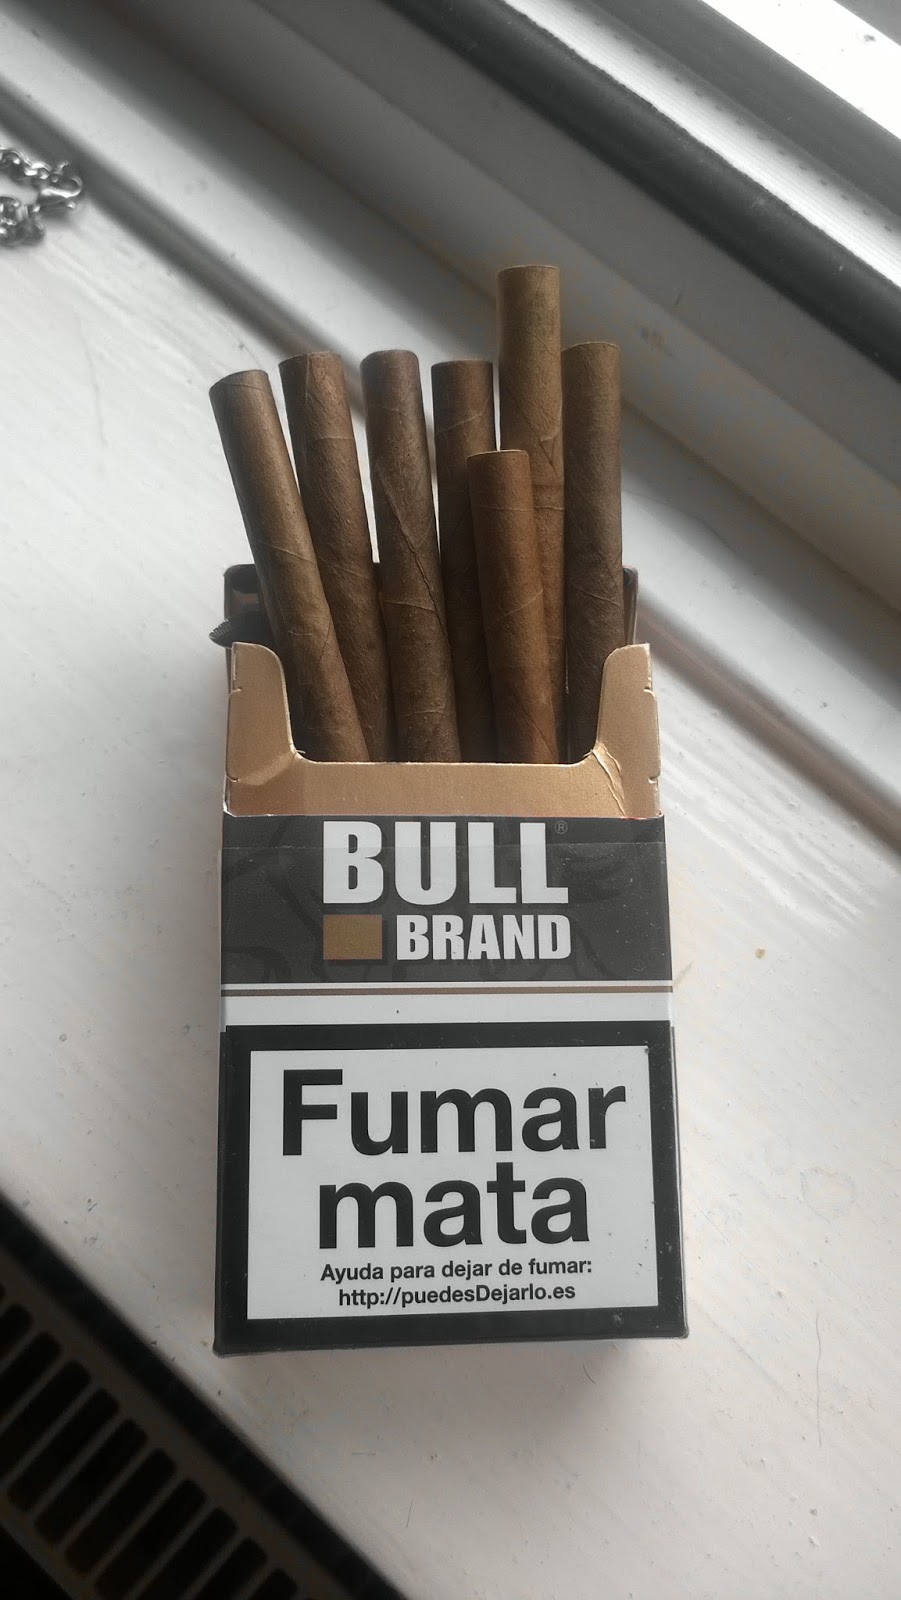 BULL®
BRAND
Fumar
mata
Ayuda para dejar de fumar:
http://puedesDejarlo.es